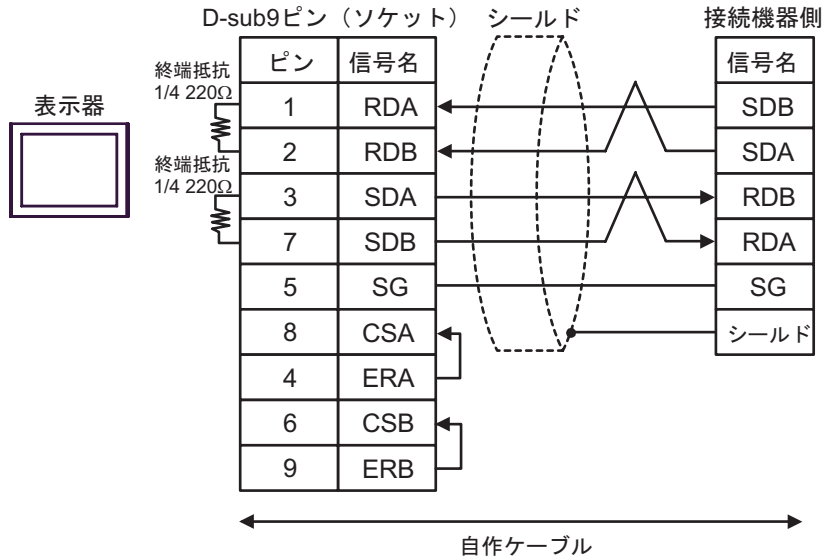 D-sub9ピン（ソケット）
シールド
接続機器側
表示器
終端抵抗
1/4 220Ω
終端抵抗
1/4 220Ω
ピン 信号名
1 RDA
2 RDB
3 SDA
7 SDB
5 SG
8 CSA
4 ERA
6 CSB
9 ERB
信号名
SDB
SDA
RDB
RDA
SG
シールド
自作ケーブル